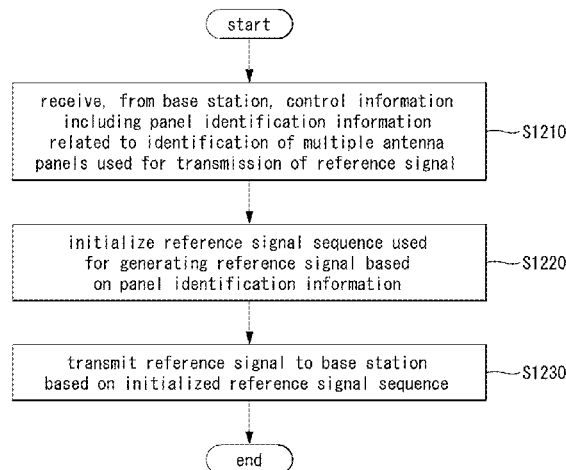 start
receive, from base station, control information
including panel identification information
related to identification of multiple antenna
panels used for transmission of reference signal
S1210
initialize reference signal sequence used
for generating reference signal based
on panel identification information
S1220
transmit reference signal to base station
based on initialized reference signal sequence
S1230
end